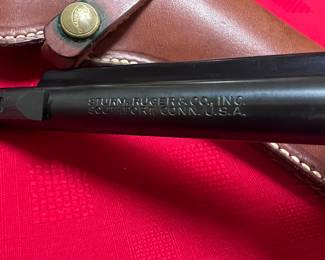 STURM, RUGER & CO., INC.
SOUTHPORT, CONN. U.S.A.